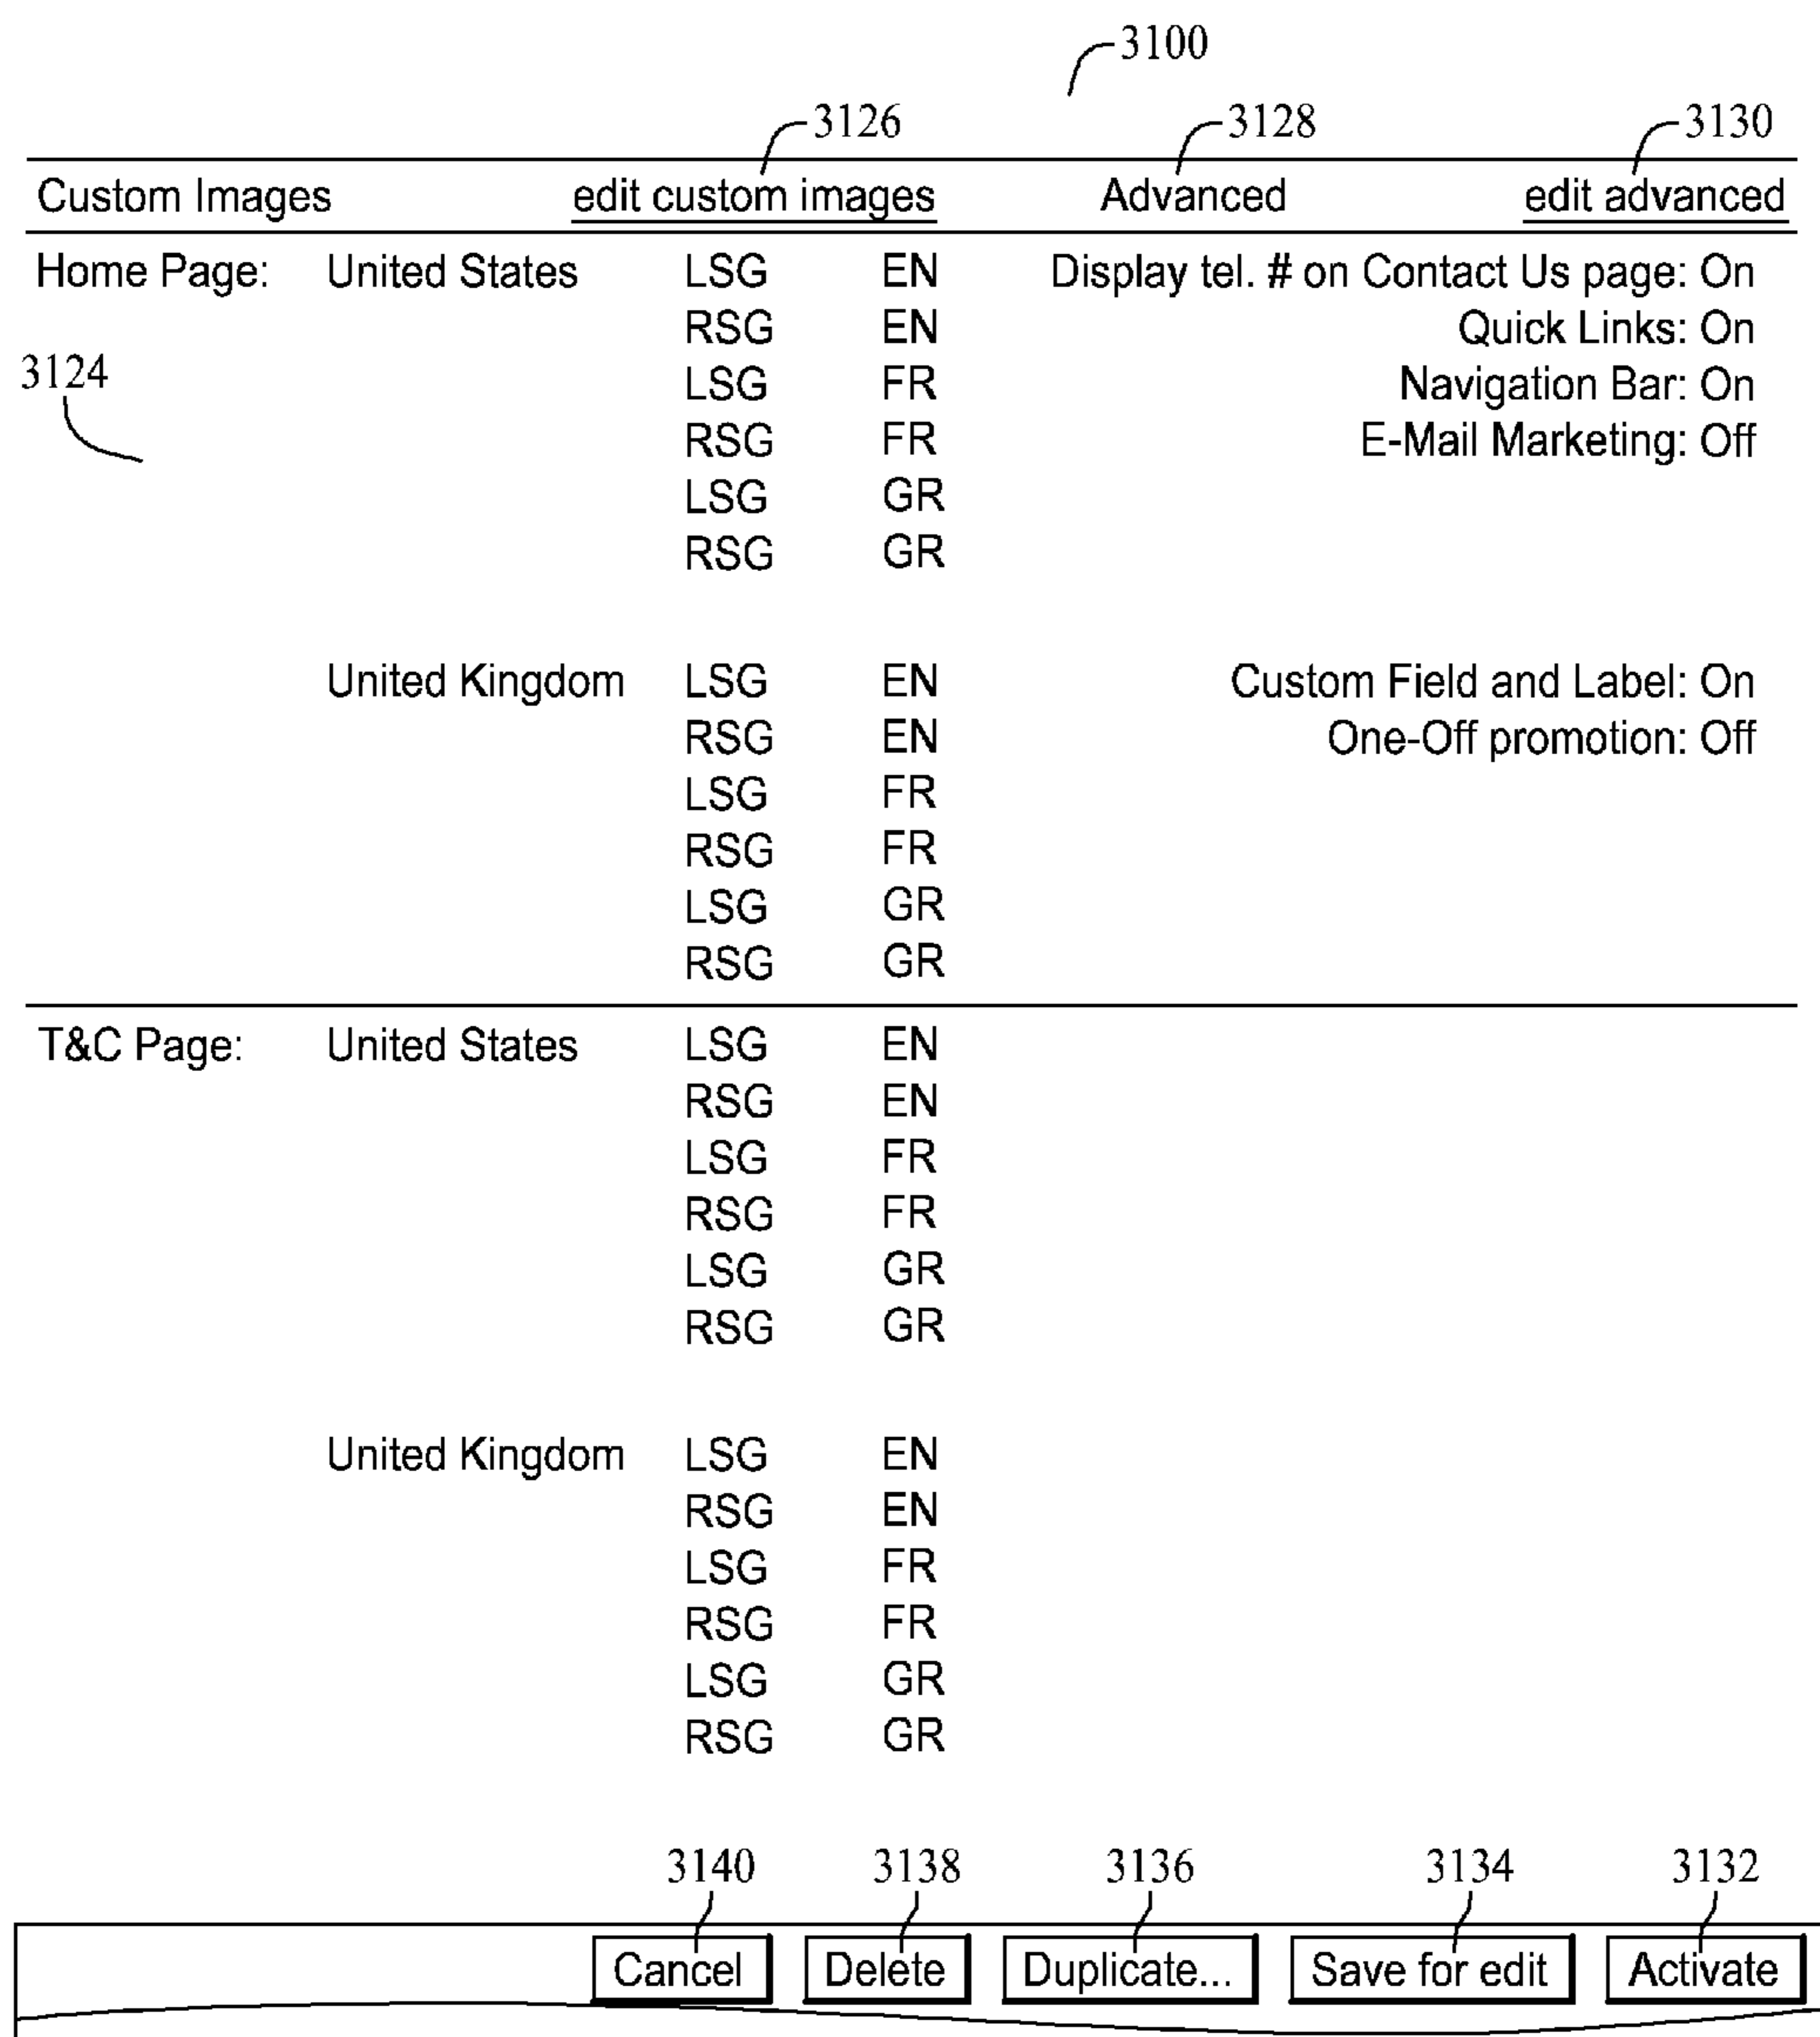 3100
3126 3128 3130
Custom Images edit custom images Advanced edit advanced
Home Page: United States LSG EN Display tel. # on Contact Us page: On
RSG EN Quick Links: On
3124 LSG FR Navigation Bar: On
RSG FR E-Mail Marketing: Off
LSG GR
RSG GR
United Kingdom LSG EN Custom Field and Label: On
RSG EN One-Off promotion: Off
LSG FR
RSG FR
LSG GR
RSG GR
T&C Page: United States LSG EN
RSG EN
LSG FR
RSG FR
LSG GR
RSG GR
United Kingdom LSG EN
RSG EN
LSG FR
RSG FR
LSG GR
RSG GR
3140 3138 3136 3134 3132
Cancel Delete Duplicate... Save for edit Activate